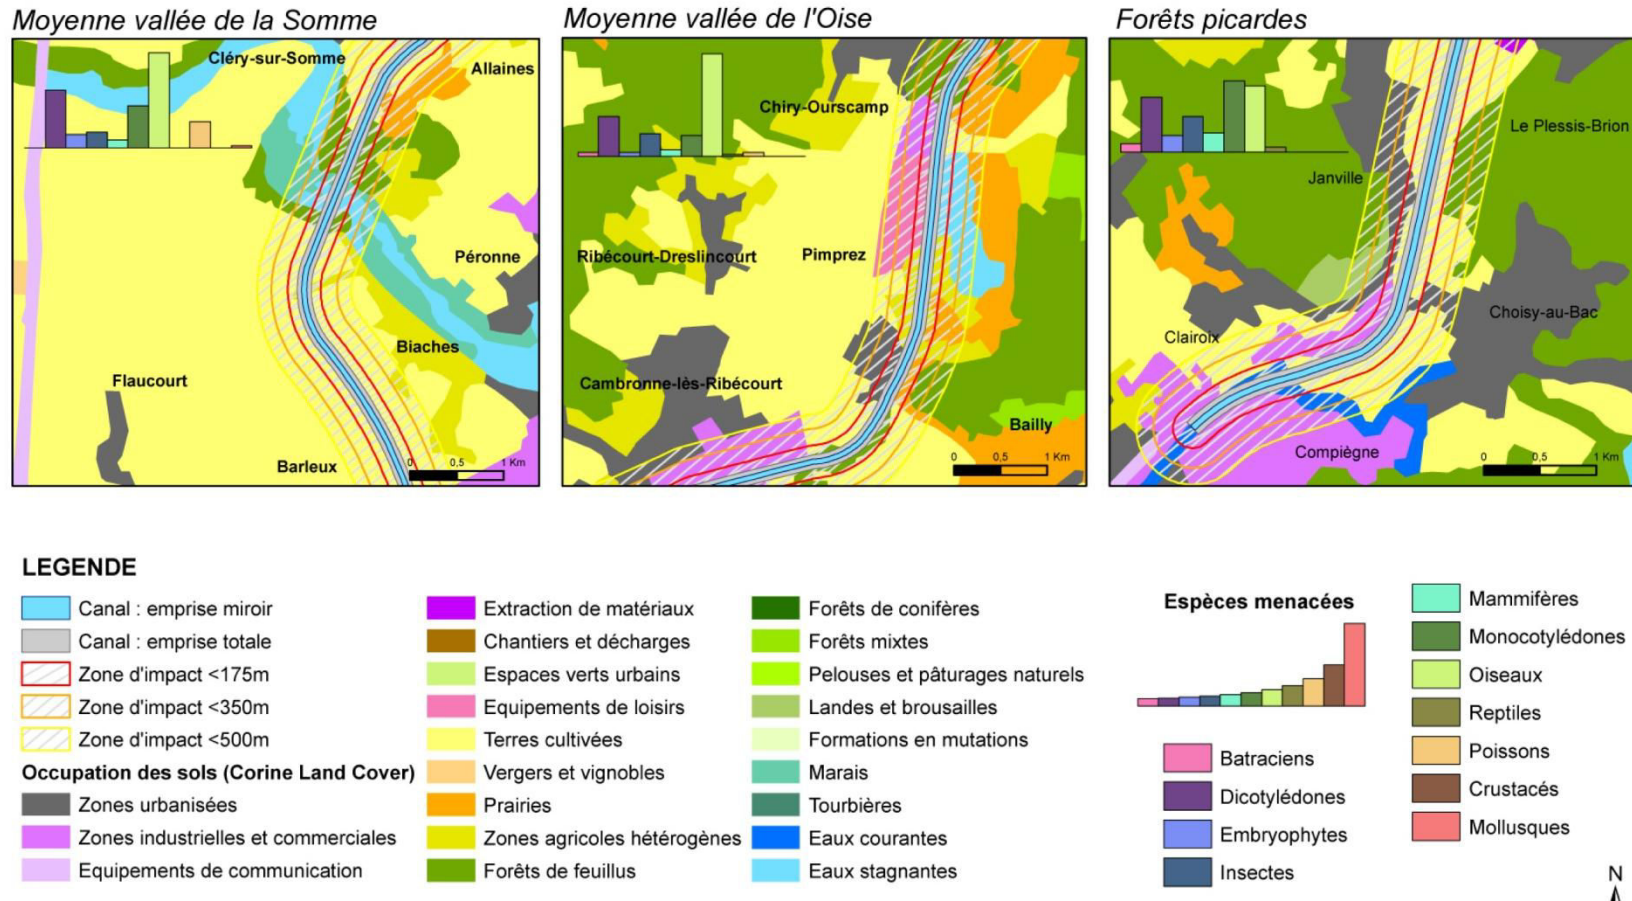 Moyenne vallée de la Somme
Moyenne vallée de l'Oise
Forêts picardes
Cléry-sur-Somme
Allaines
Péronne
Biaches
Flaucourt
Barleux
0 0,5 1 Km
Chiry-Ourscamp
Ribécourt-Dreslincourt
Pimprez
Cambronne-lès-Ribécourt
Bailly
0 0,5 1 Km
Le Plessis-Brion
Janville
Choisy-au-Bac
Clairoix
Compiègne
0 0,5 1 Km
LEGENDE
Canal : emprise miroir
Canal : emprise totale
Zone d'impact <175m
Zone d'impact <350m
Zone d'impact <500m
Occupation des sols (Corine Land Cover)
Zones urbanisées
Zones industrielles et commerciales
Equipements de communication
Extraction de matériaux
Chantiers et décharges
Espaces verts urbains
Equipements de loisirs
Terres cultivées
Vergers et vignobles
Prairies
Zones agricoles hétérogènes
Forêts de feuillus
Forêts de conifères
Forêts mixtes
Pelouses et pâturages naturels
Landes et brousailles
Formations en mutations
Marais
Tourbières
Eaux courantes
Eaux stagnantes
Espèces menacées
Batraciens
Dicotylédones
Embryophytes
Insectes
Mammifères
Monocotylédones
Oiseaux
Reptiles
Poissons
Crustacés
Mollusques
N